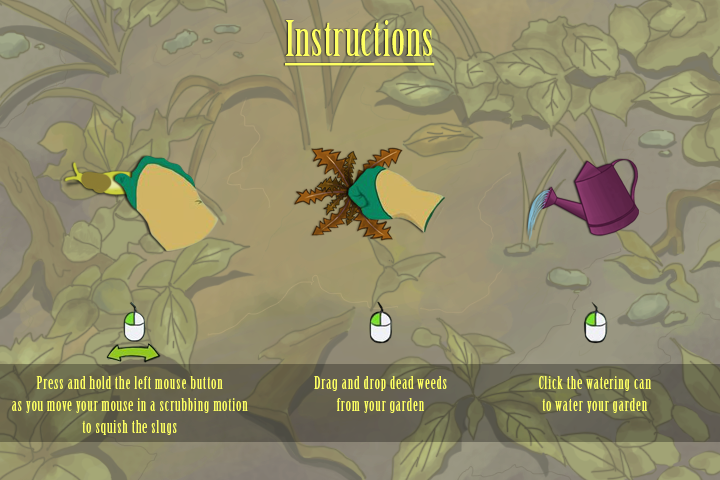 Instructions
Press and hold the left mouse button
as you move your mouse in a scrubbing motion
to squish the slugs
Drag and drop dead weeds
from your garden
Click the watering can
to water your garden